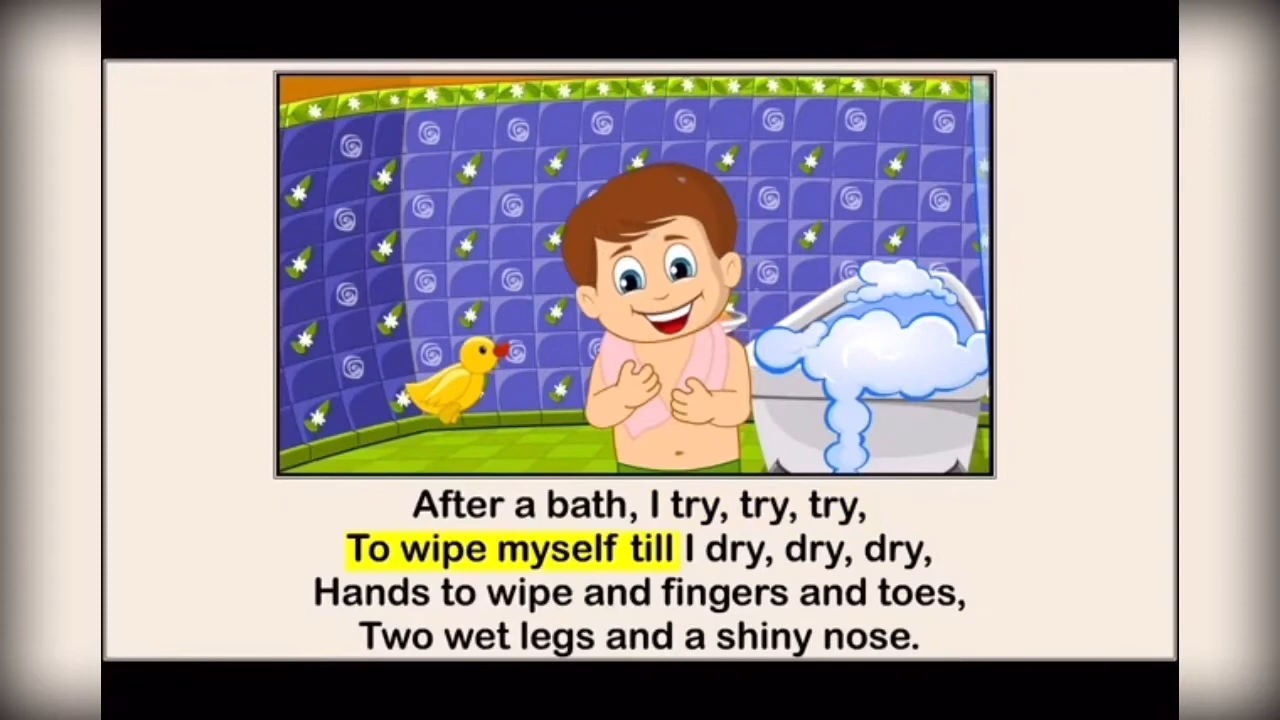 After a bath, I try, try, try,
To wipe myself till I dry, dry, dry,
Hands to wipe and fingers and toes,
Two wet legs and a shiny nose.